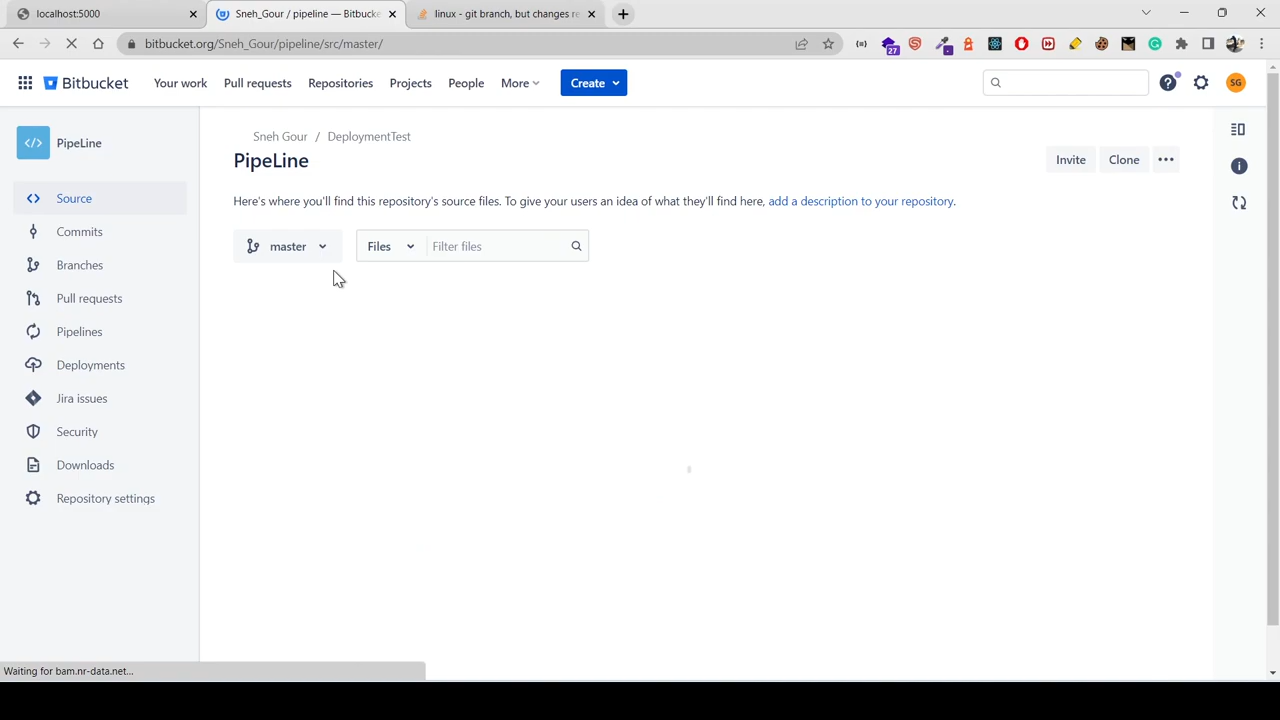 localhost:5000
Sneh_Gour / pipeline — Bitbucke
linux - git branch, but changes re
bitbucket.org/Sneh_Gour/pipeline/src/master/
27
Bitbucket
Your work
Pull requests
Repositories
Projects
People
More
Create
SG
PipeLine
Source
Commits
Branches
Pull requests
Pipelines
Deployments
Jira issues
Security
Downloads
Repository settings
Sneh Gour / DeploymentTest
PipeLine
Invite
Clone
Here's where you'll find this repository's source files. To give your users an idea of what they'll find here, add a description to your repository.
master
Files
Filter files
Waiting for bam.nr-data.net...